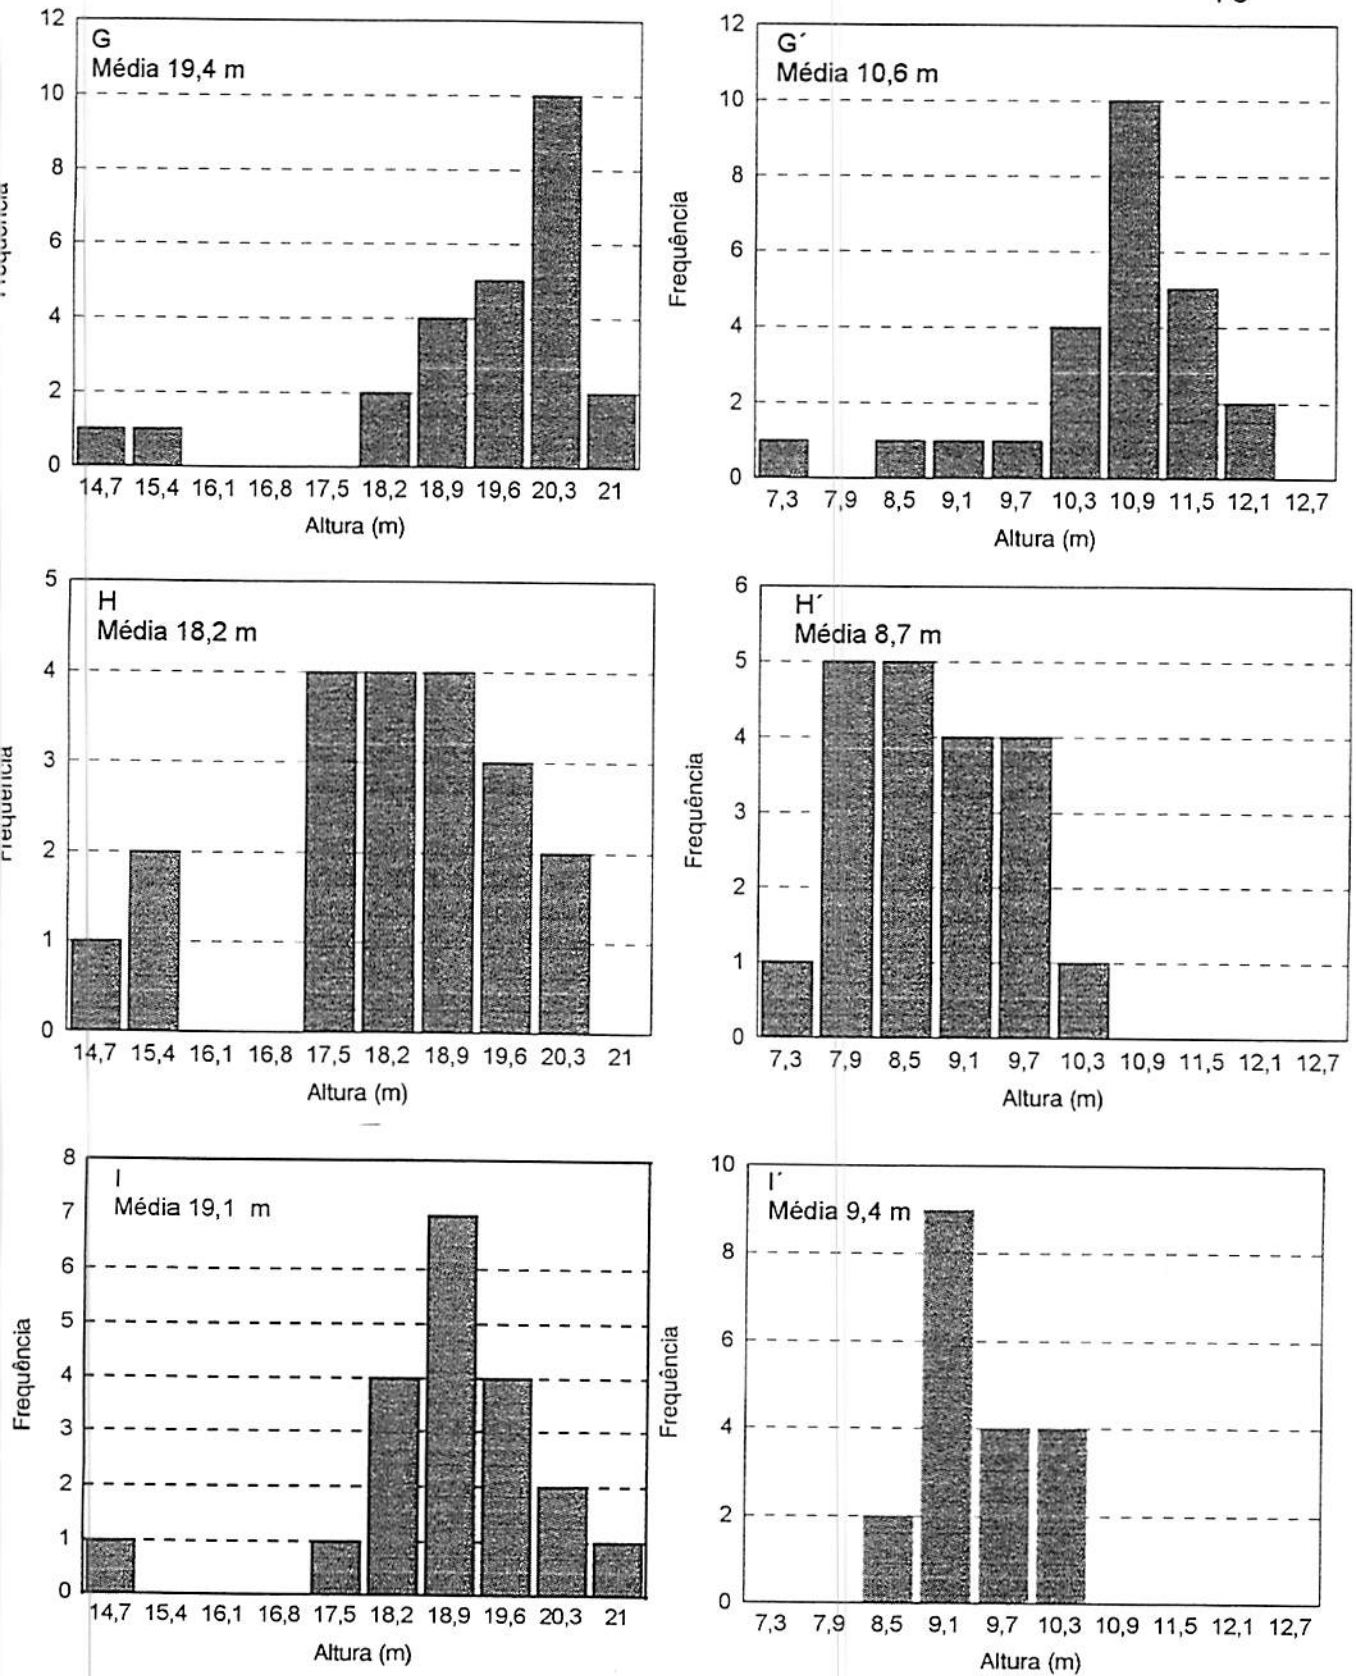 G
Média 19,4 m
12
10
8
6
4
2
0
14,7 15,4 16,1 16,8 17,5 18,2 18,9 19,6 20,3 21
Altura (m)
G´
Média 10,6 m
Frequência
12
10
8
6
4
2
0
7,3 7,9 8,5 9,1 9,7 10,3 10,9 11,5 12,1 12,7
Altura (m)
H
Média 18,2 m
5
4
3
2
1
0
14,7 15,4 16,1 16,8 17,5 18,2 18,9 19,6 20,3 21
Altura (m)
H´
Média 8,7 m
Frequência
6
5
4
3
2
1
0
7,3 7,9 8,5 9,1 9,7 10,3 10,9 11,5 12,1 12,7
Altura (m)
I
Média 19,1 m
Frequência
8
7
6
5
4
3
2
1
0
14,7 15,4 16,1 16,8 17,5 18,2 18,9 19,6 20,3 21
Altura (m)
I´
Média 9,4 m
Frequência
10
8
6
4
2
0
7,3 7,9 8,5 9,1 9,7 10,3 10,9 11,5 12,1 12,7
Altura (m)